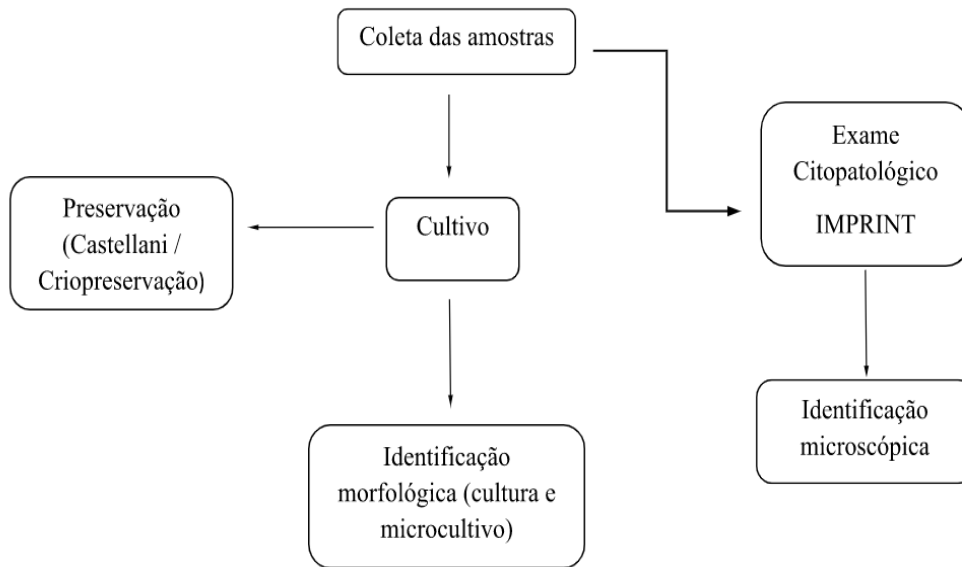 Coleta das amostras
Exame
Citopatológico
IMPRINT
Preservação
(Castellani /
Criopreservação)
Cultivo
Identificação
morfológica (cultura e
microcultivo)
Identificação
microscópica